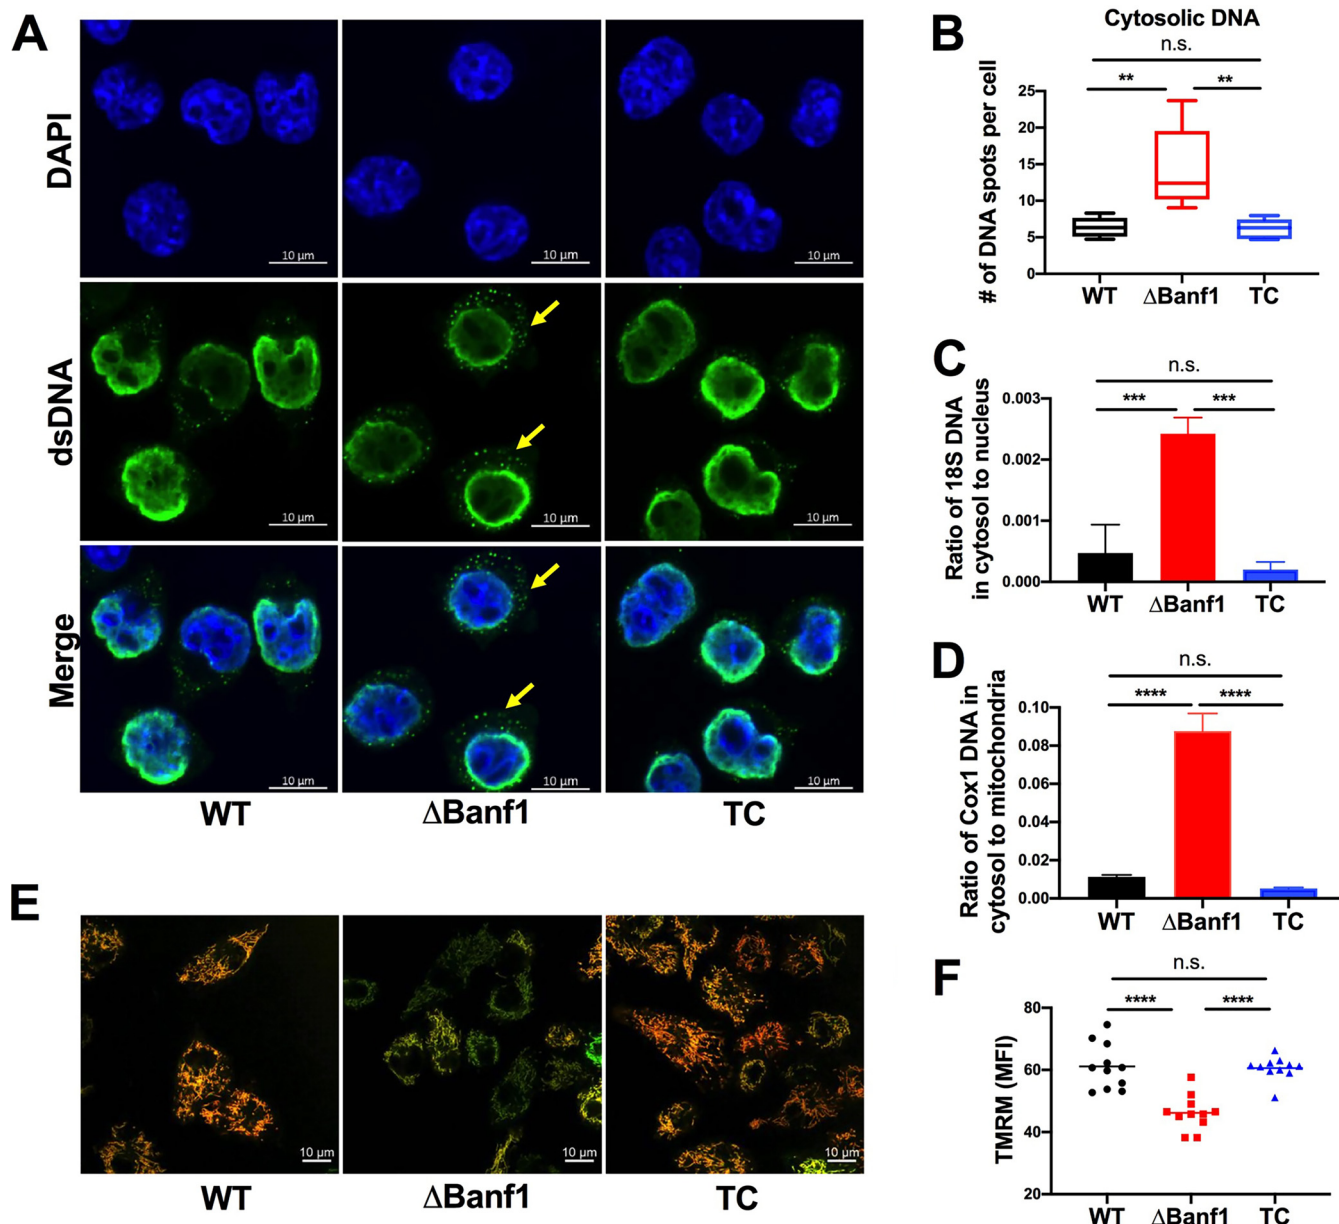 A
DAPI
10 µm
10 µm
10 µm
dsDNA
10 µm
10 µm
10 µm
Merge
10 µm
10 µm
10 µm
WT
ΔBanf1
TC
B
Cytosolic DNA
n.s.
**
**
# of DNA spots per cell
25
20
15
10
5
0
WT
ΔBanf1
TC
C
n.s.
***
***
Ratio of 18S DNA
in cytosol to nucleus
0.003
0.002
0.001
0.000
WT
ΔBanf1
TC
D
n.s.
****
****
Ratio of Cox1 DNA in
cytosol to mitochondria
0.10
0.08
0.06
0.04
0.02
0.00
WT
ΔBanf1
TC
E
10 µm
10 µm
10 µm
WT
ΔBanf1
TC
F
n.s.
****
****
TMRM (MFI)
80
60
40
20
WT
ΔBanf1
TC